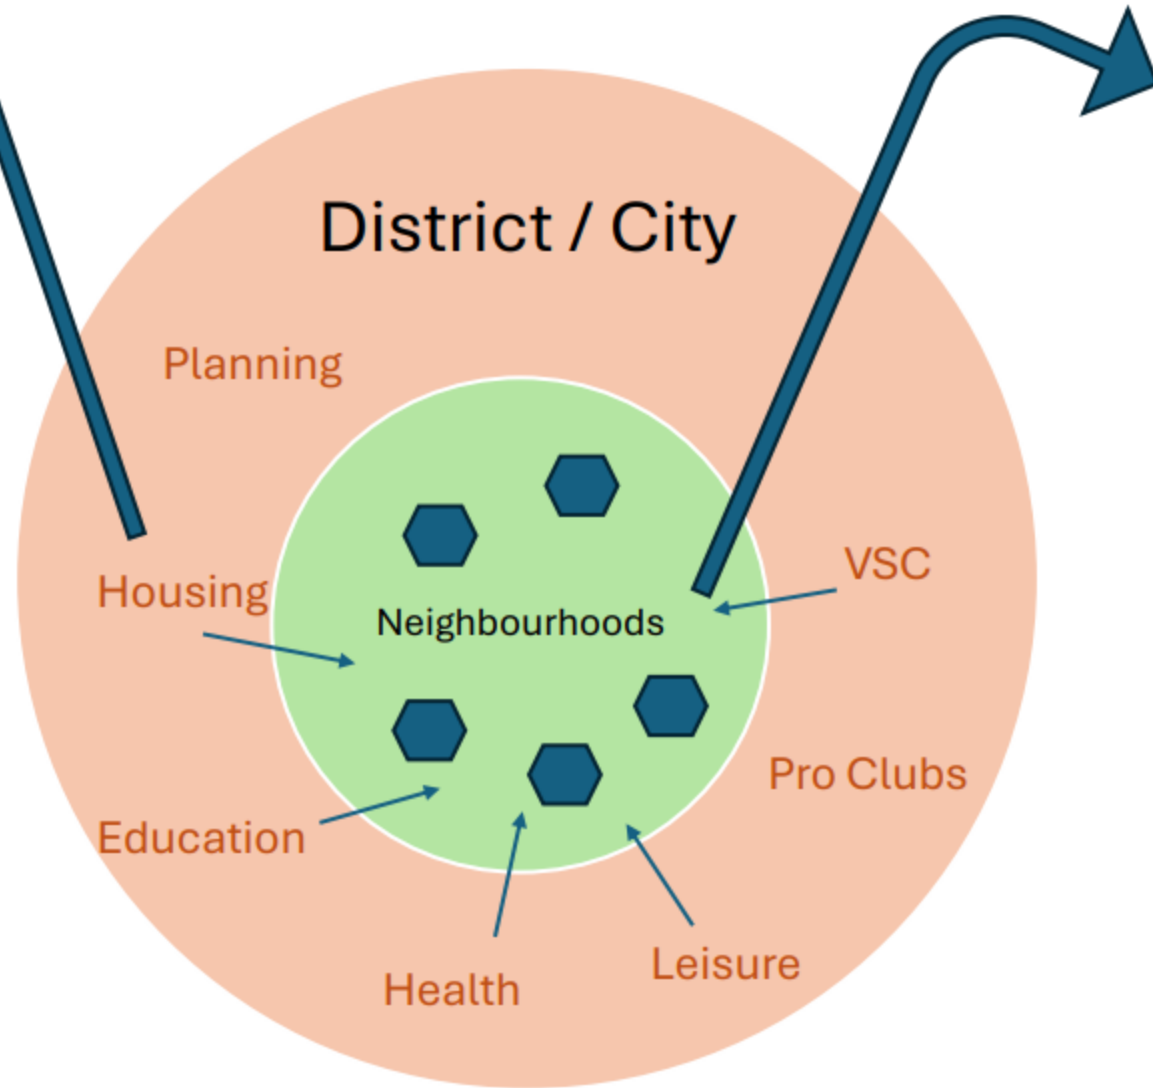 District / City
Planning
VSC
Housing
Neighbourhoods
Pro Clubs
Education
Leisure
Health